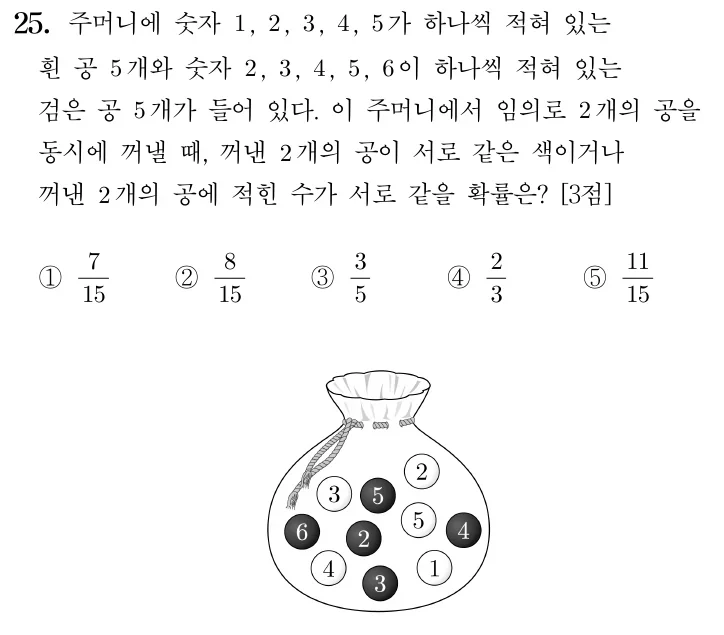 25. 주머니에 숫자 1, 2, 3, 4, 5가 하나씩 적혀 있는
흰 공 5개와 숫자 2, 3, 4, 5, 6이 하나씩 적혀 있는
검은 공 5개가 들어 있다. 이 주머니에서 임의로 2개의 공을
동시에 꺼낼 때, 꺼낸 2개의 공이 서로 같은 색이거나
꺼낸 2개의 공에 적힌 수가 서로 같을 확률은? [3점]
① 7/15 ② 8/15 ③ 3/5 ④ 2/3 ⑤ 11/15
2
3 5
5
6 2 4
4 1
3